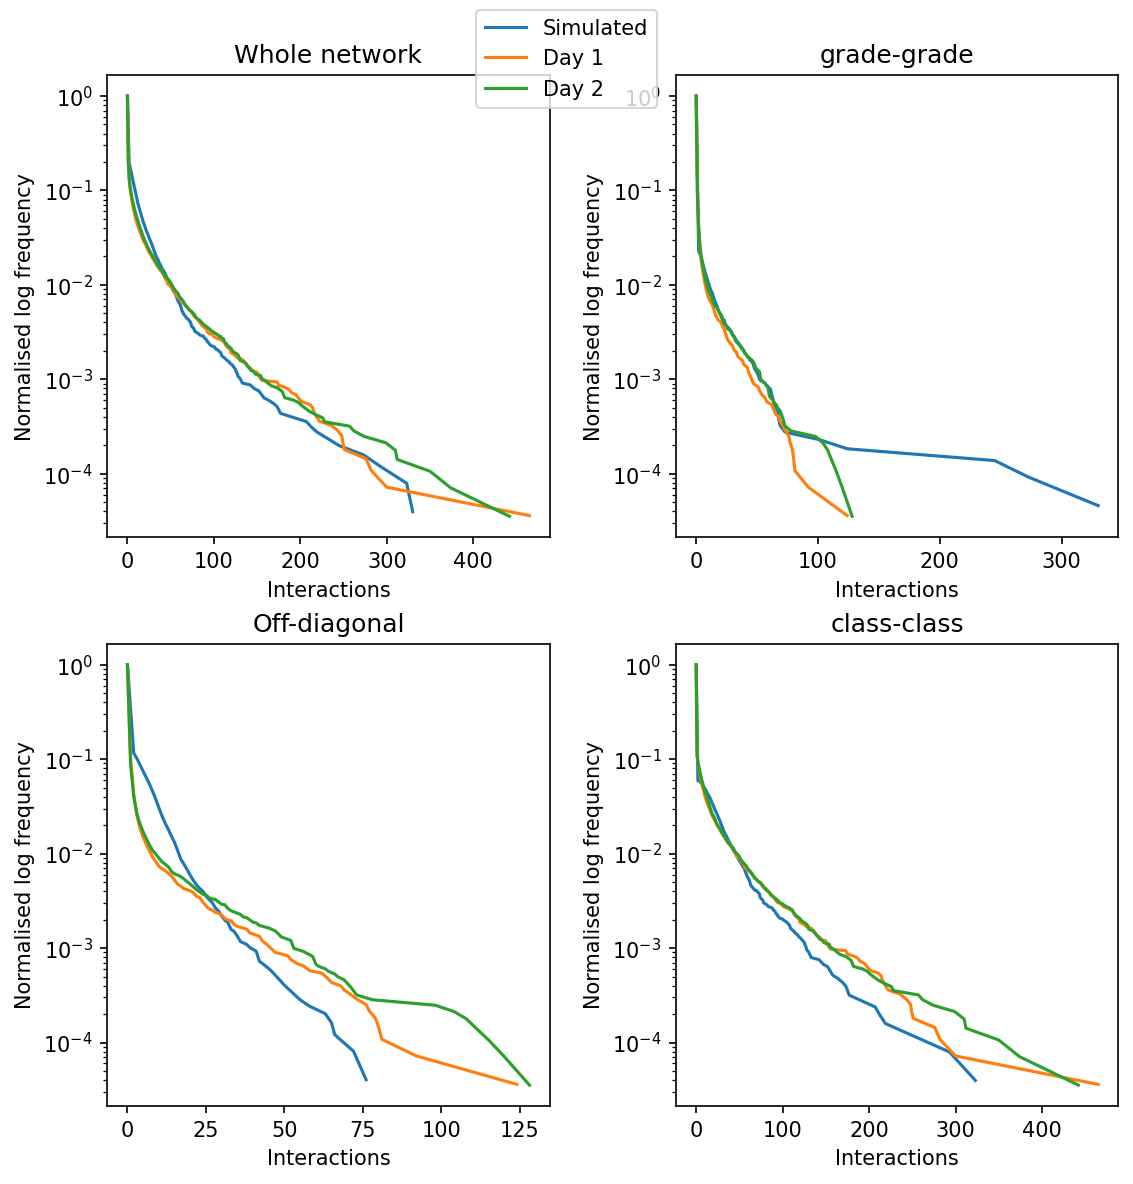 Simulated
Day 1
Day 2
Whole network
10⁰
10⁻¹
10⁻²
10⁻³
10⁻⁴
Normalised log frequency
0 100 200 300 400
Interactions
grade-grade
10⁰
10⁻¹
10⁻²
10⁻³
10⁻⁴
Normalised log frequency
0 100 200 300
Interactions
Off-diagonal
10⁰
10⁻¹
10⁻²
10⁻³
10⁻⁴
Normalised log frequency
0 25 50 75 100 125
Interactions
class-class
10⁰
10⁻¹
10⁻²
10⁻³
10⁻⁴
Normalised log frequency
0 100 200 300 400
Interactions